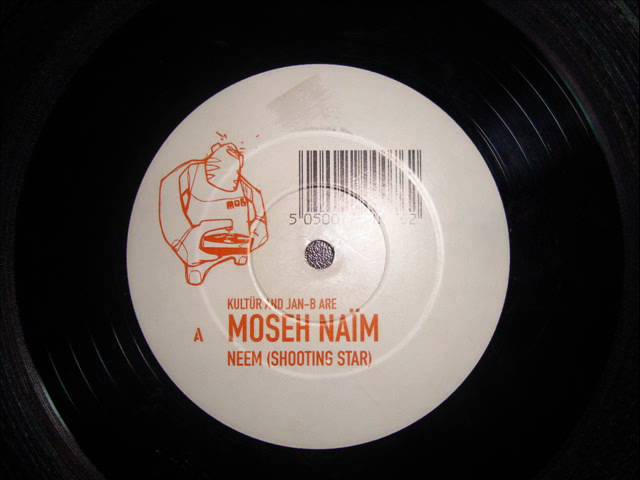 KULTÜR AND JAN-B ARE
A MOSEH NAÏM
NEEM (SHOOTING STAR)